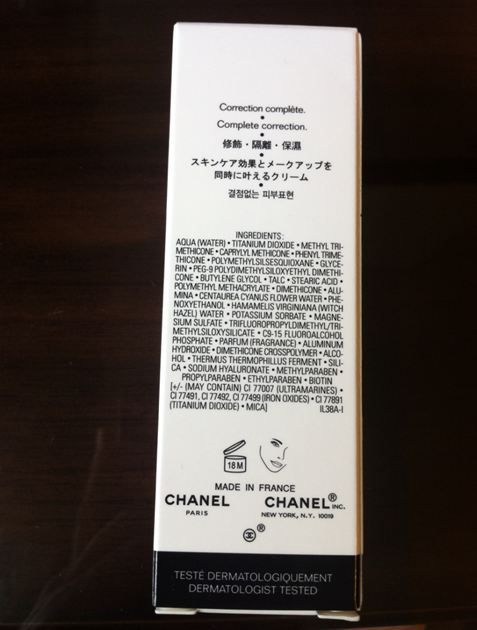 Correction complète.
Complete correction.
修飾・隔離・保濕
スキンケア効果とメークアップを
同時に叶えるクリーム
결점없는 피부표현
INGREDIENTS:
AQUA (WATER) • TITANIUM DIOXIDE • METHYL TRI-
METHICONE • CAPRYLYL METHICONE • PHENYL TRIME-
THICONE • POLYMETHYLSILSESQUIOXANE • GLYCE-
RIN • PEG-9 POLYDIMETHYLSILOXYETHYL DIMETHI-
CONE • BUTYLENE GLYCOL • TALC • STEARIC ACID •
POLYMETHYL METHACRYLATE • DIMETHICONE • ALU-
MINA • CENTAUREA CYANUS FLOWER WATER • PHE-
NOXYETHANOL • HAMAMELIS VIRGINIANA (WITCH
HAZEL) WATER • POTASSIUM SORBATE • MAGNE-
SIUM SULFATE • TRIFLUOROPROPYLDIMETHYL/TRI-
METHYLSILOXYSILICATE • C9-15 FLUOROALCOHOL
PHOSPHATE • PARFUM (FRAGRANCE) • ALUMINUM
HYDROXIDE • DIMETHICONE CROSSPOLYMER • ALCO-
HOL • THERMUS THERMOPHILLUS FERMENT • SILI-
CA • SODIUM HYALURONATE • METHYLPARABEN •
PROPYLPARABEN • ETHYLPARABEN • BIOTIN
[+/- (MAY CONTAIN) CI 77007 (ULTRAMARINES) •
CI 77491, CI 77492, CI 77499 (IRON OXIDES) • CI 77891
(TITANIUM DIOXIDE) • MICA] IL38A-I
18 M
MADE IN FRANCE
CHANEL CHANEL® INC.
PARIS NEW YORK, N.Y. 10019
®
TESTÉ DERMATOLOGIQUEMENT
DERMATOLOGIST TESTED